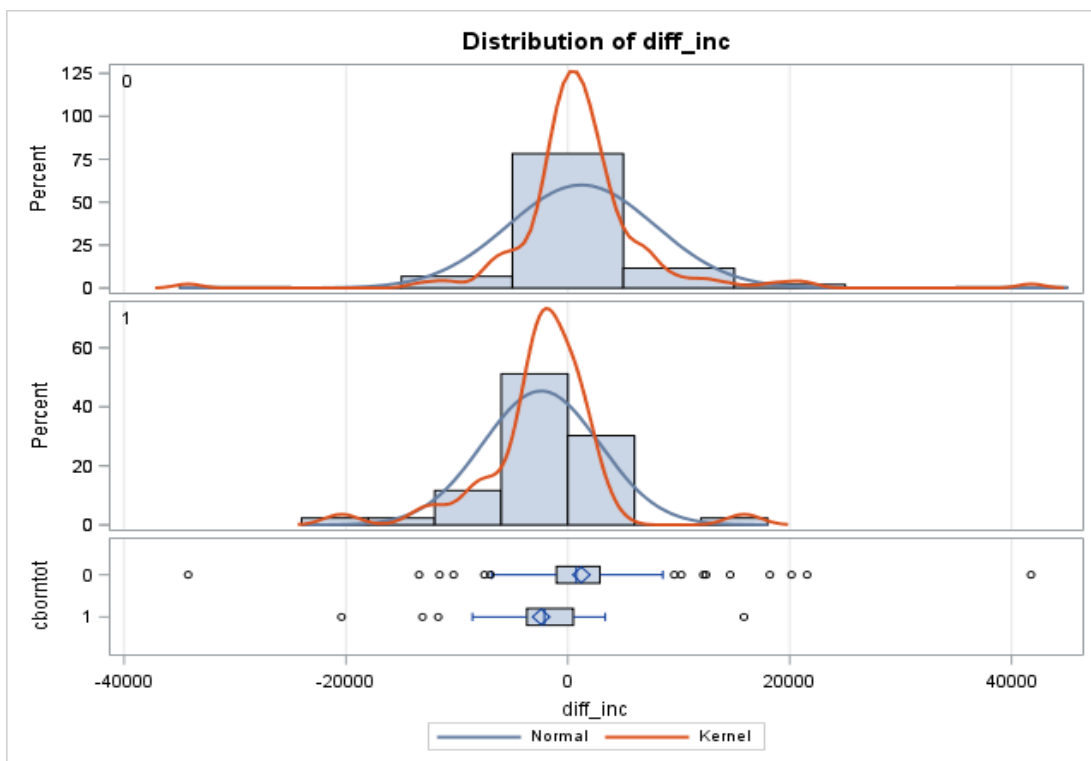 Distribution of diff_inc
0
125
100
75
50
25
0
Percent
1
60
40
20
0
Percent
cborntot
0
1
-40000 -20000 0 20000 40000
diff_inc
Normal Kernel